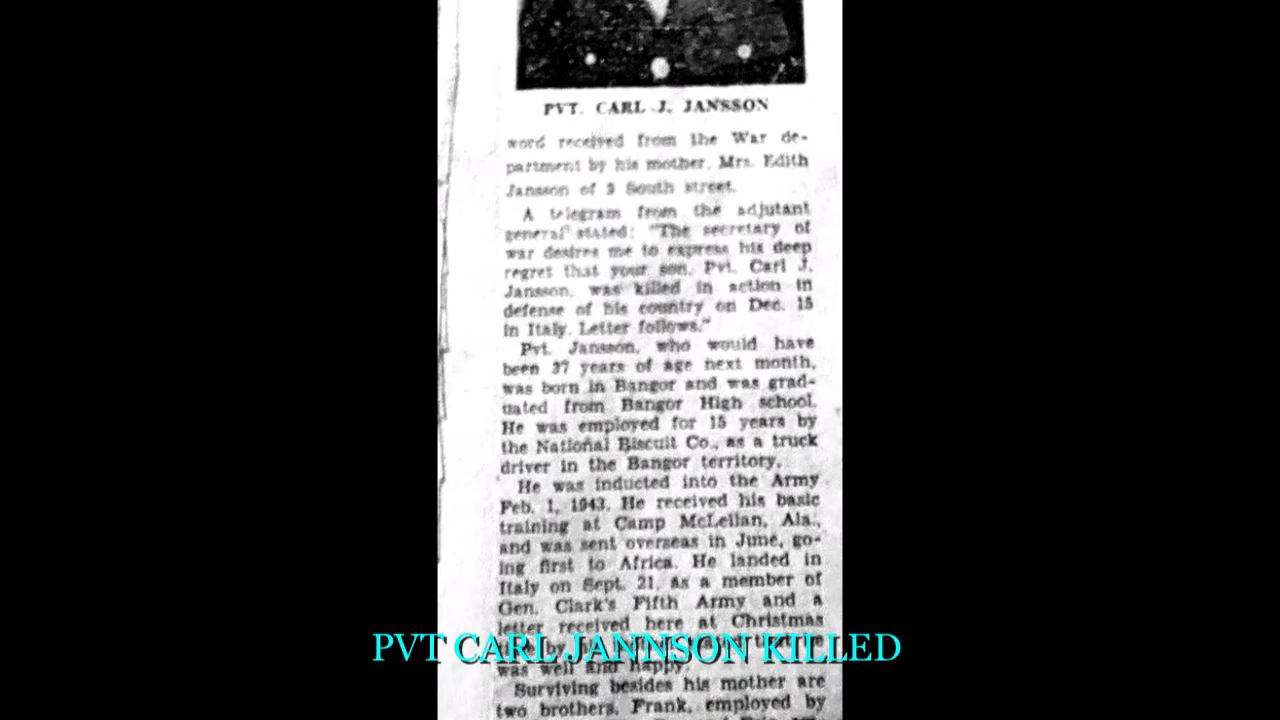 PVT. CARL J. JANSSON
word received from the War de-
partment by his mother, Mrs. Edith
Jansson of 9 South street.
A telegram from the adjutant
general stated: "The secretary of
war desires me to express his deep
regret that your son, Pvt. Carl J.
Jansson, was killed in action in
defense of his country on Dec. 15
in Italy. Letter follows."
Pvt. Jansson, who would have
been 37 years of age next month,
was born in Bangor and was grad-
uated from Bangor High school.
He was employed for 15 years by
the National Biscuit Co., as a truck
driver in the Bangor territory.
He was inducted into the Army
Feb. 1, 1943. He received his basic
training at Camp McLellan, Ala.,
and was sent overseas in June, go-
ing first to Africa. He landed in
Italy on Sept. 21, as a member of
Gen. Clark's Fifth Army and a
letter received here at Christmas
by
PVT CARL JANNSON KILLED
was well and happy.
Surviving besides his mother are
two brothers, Frank, employed by